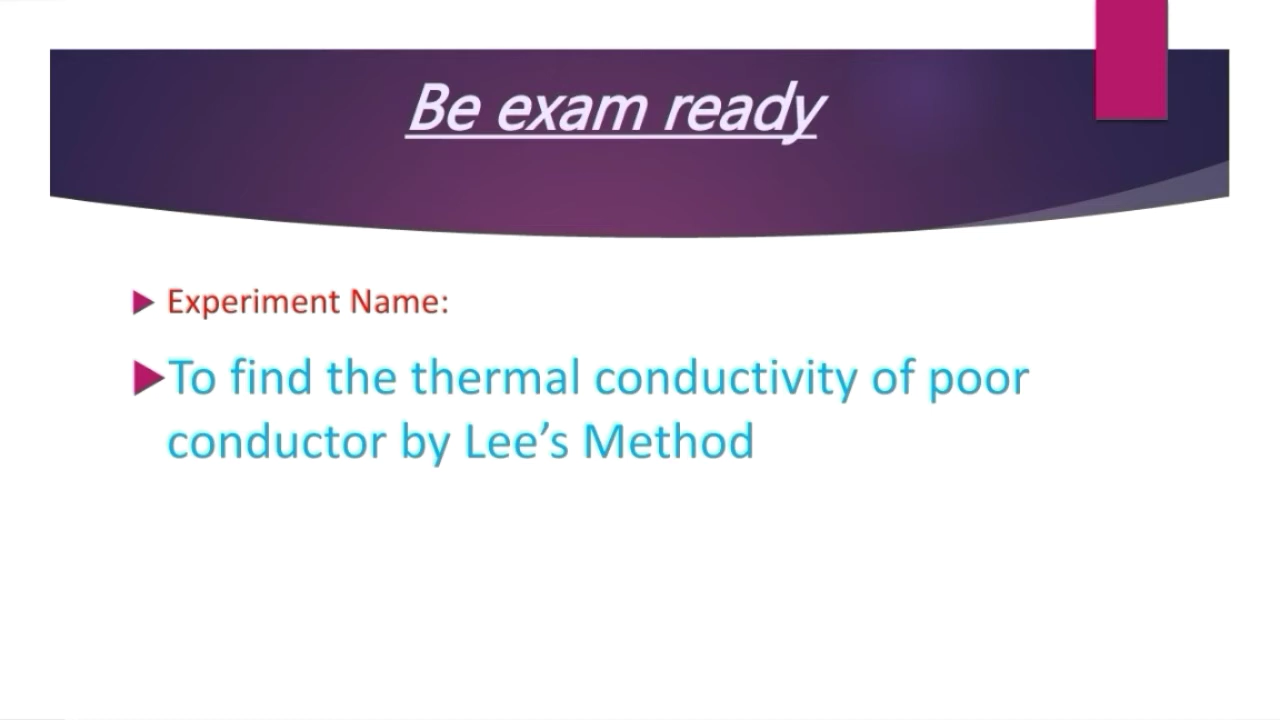 Be exam ready
Experiment Name:
To find the thermal conductivity of poor
conductor by Lee’s Method